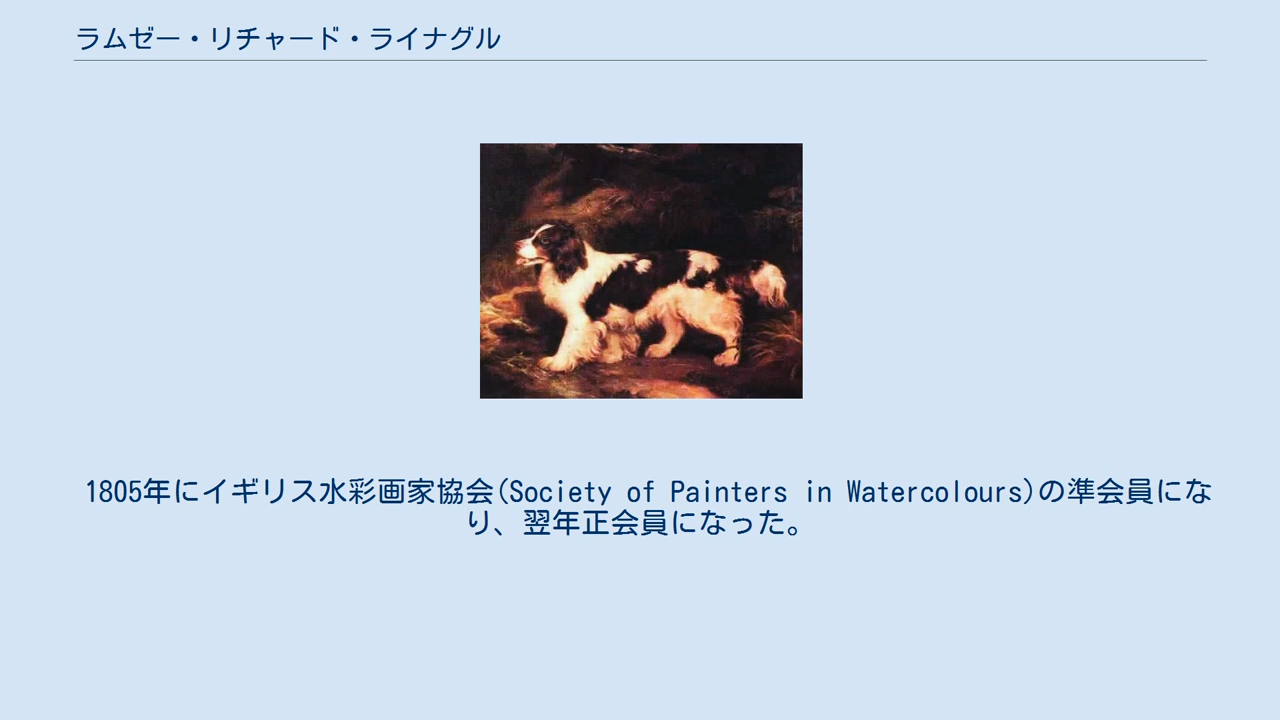 ラムゼー・リチャード・ライナグル
1805年にイギリス水彩画家協会(Society of Painters in Watercolours)の準会員にな
り、翌年正会員になった。